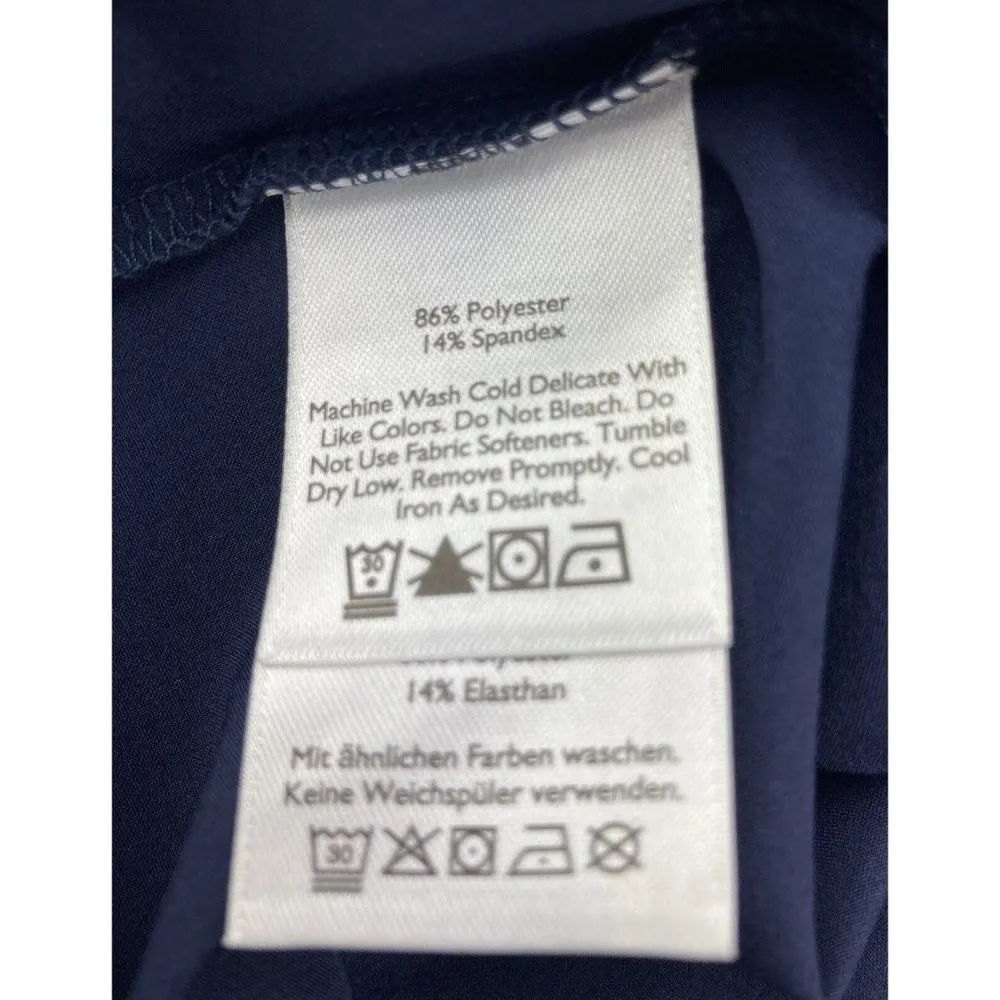 86% Polyester
14% Spandex
Machine Wash Cold Delicate With
Like Colors. Do Not Bleach. Do
Not Use Fabric Softeners. Tumble
Dry Low. Remove Promptly. Cool
Iron As Desired.
30
14% Elasthan
Mit ähnlichen Farben waschen.
Keine Weichspüler verwenden.
30